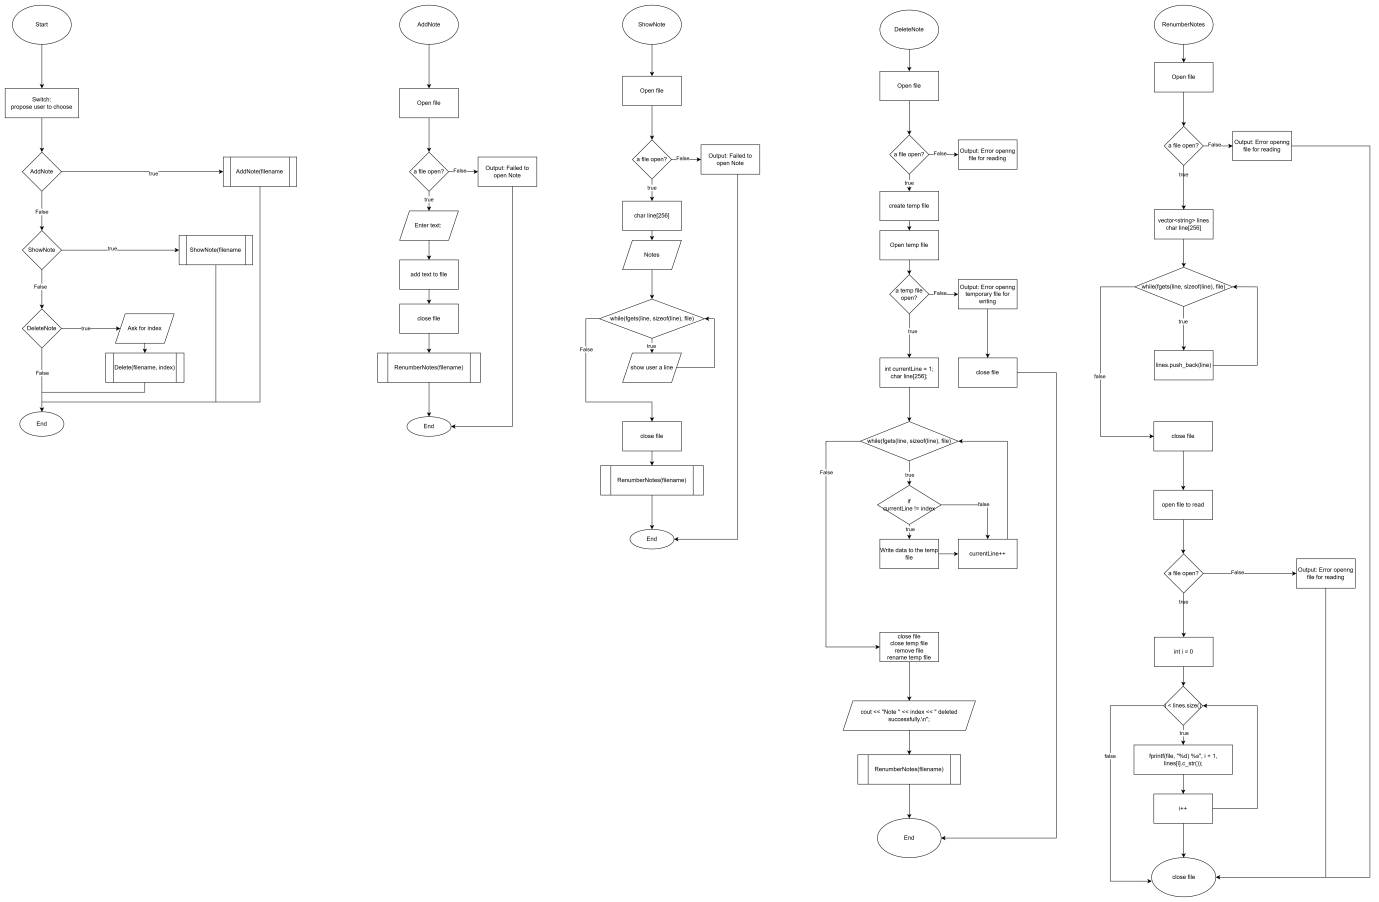 Start
Switch:
propose user to choose
AddNote
true
AddNote(filename
False
ShowNote
true
ShowNote(filename
False
DeleteNote
true
Ask for index
Delete(filename, index)
False
End
AddNote
Open file
a file open?
False
Output: Failed to
open Note
true
Enter text:
add text to file
close file
RenumberNotes(filename)
End
ShowNote
Open file
a file open?
False
Output: Failed to
open Note
true
char line[256]
Notes
while(fgets(line, sizeof(line), file)
False
true
show user a line
close file
RenumberNotes(filename)
End
DeleteNote
Open file
a file open?
False
Output: Error openng
file for reading
true
create temp file
Open temp file
a temp file
open?
False
Output: Error openng
temporary file for
writing
true
int currentLine = 1;
char line[256];
close file
while(fgets(line, sizeof(line), file)
False
true
if
currentLine != index
false
true
Write data to the temp
file
currentLine++
close file
close temp file
remove file
rename temp file
cout << "Note " << index << " deleted
successfully.\n";
RenumberNotes(filename)
End
RenumberNotes
Open file
a file open?
False
Output: Error openng
file for reading
true
vector<string> lines
char line[256]
while(fgets(line, sizeof(line), file)
true
lines.push_back(line)
false
close file
open file to read
a file open?
False
Output: Error openng
file for reading
true
int i = 0
i < lines.size()
true
false
fprintf(file, "%d) %s", i + 1,
lines[i].c_str());
i++
close file